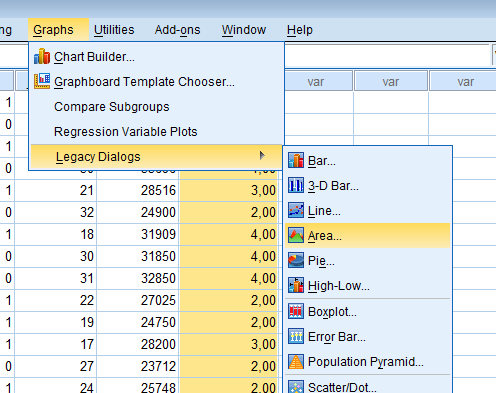 ng Graphs Utilities Add-ons Window Help
Chart Builder...
Graphboard Template Chooser...
Compare Subgroups
Regression Variable Plots
Legacy Dialogs
Bar...
3-D Bar...
Line...
Area...
Pie...
High-Low...
Boxplot...
Error Bar...
Population Pyramid...
Scatter/Dot...
var var var
1
0
1
0
1 21 28516 3,00
0 32 24900 2,00
1 18 31909 4,00
0 30 31850 4,00
0 31 32850 4,00
1 22 27025 2,00
1 19 24750 2,00
1 17 28200 3,00
0 27 23712 2,00
1 24 25748 2,00